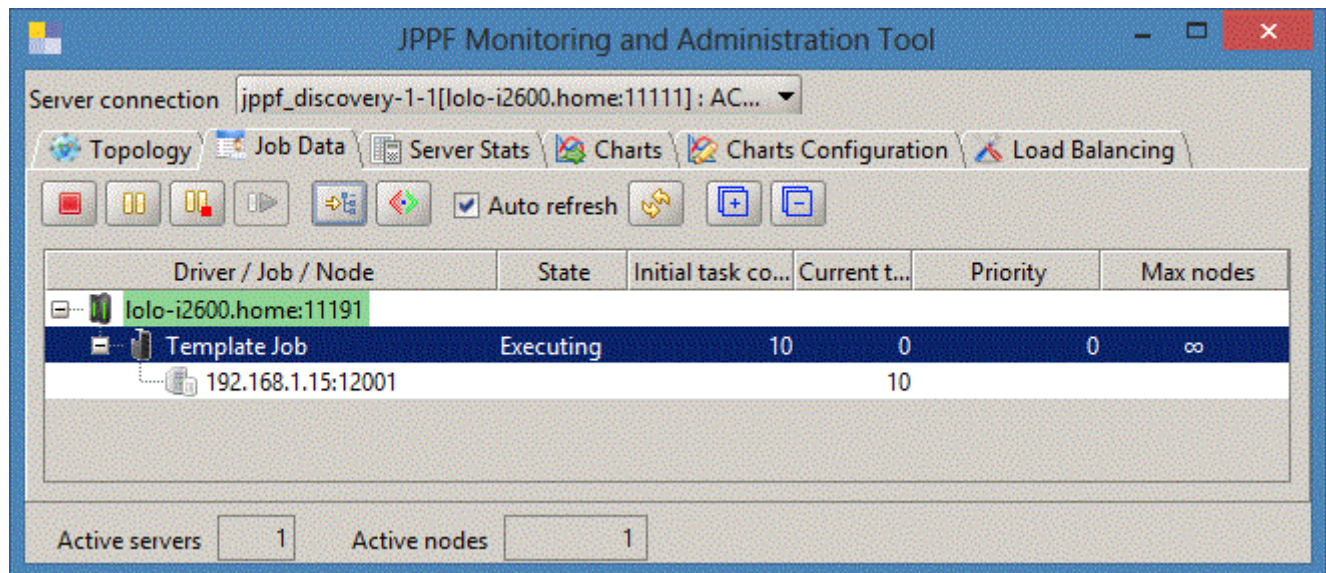 JPPF Monitoring and Administration Tool
Server connection jppf_discovery-1-1[lolo-i2600.home:11111] : AC...
Topology Job Data Server Stats Charts Charts Configuration Load Balancing
Auto refresh
Driver / Job / Node State Initial task co... Current t... Priority Max nodes
lolo-i2600.home:11191
Template Job Executing 10 0 0 ∞
192.168.1.15:12001 10
Active servers 1 Active nodes 1